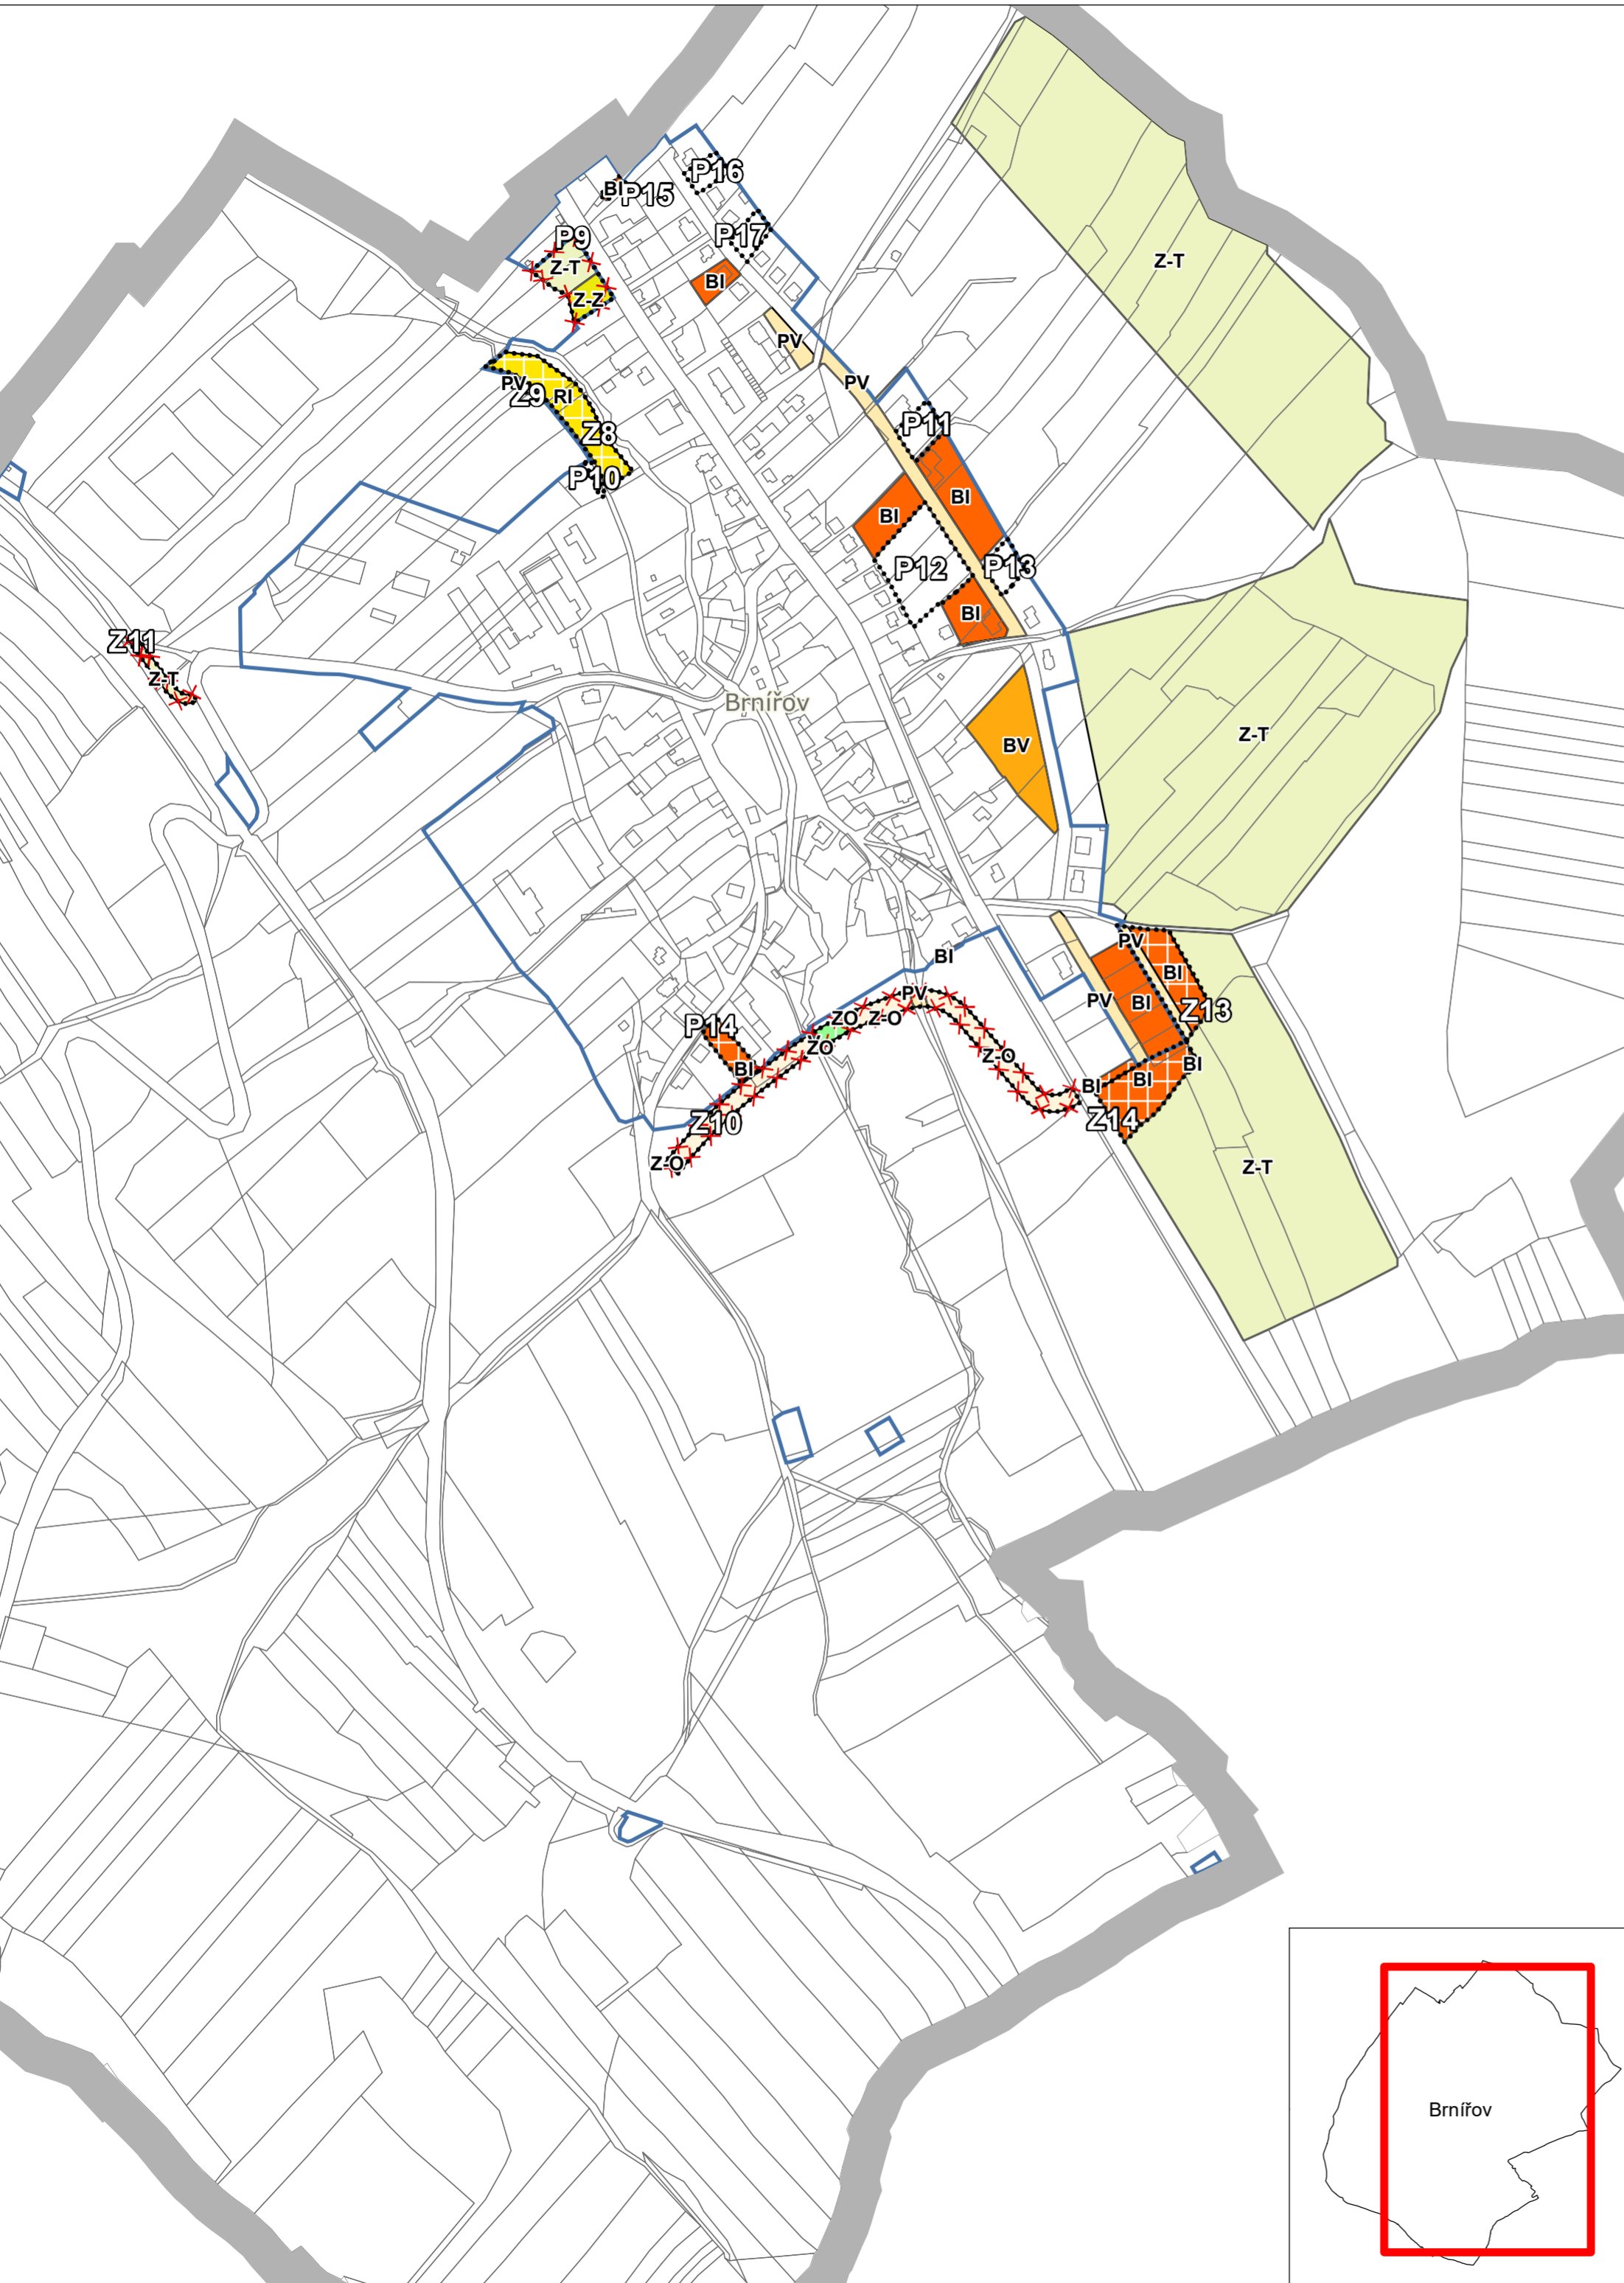 P16
BI
P15
P9
P17
Z-T
Z-T
BI
Z-Z
PV
PV
PV
Z9
RI
P11
Z8
P10
BI
BI
P12
P13
BI
Z11
Z-T
Brnířov
Z-T
BV
PV
BI
BI
PV
PV
BI
Z13
ZO
Z-O
P14
ZO
Z-O
BI
BI
BI
BI
Z10
Z14
Z-O
Z-T
Brnířov